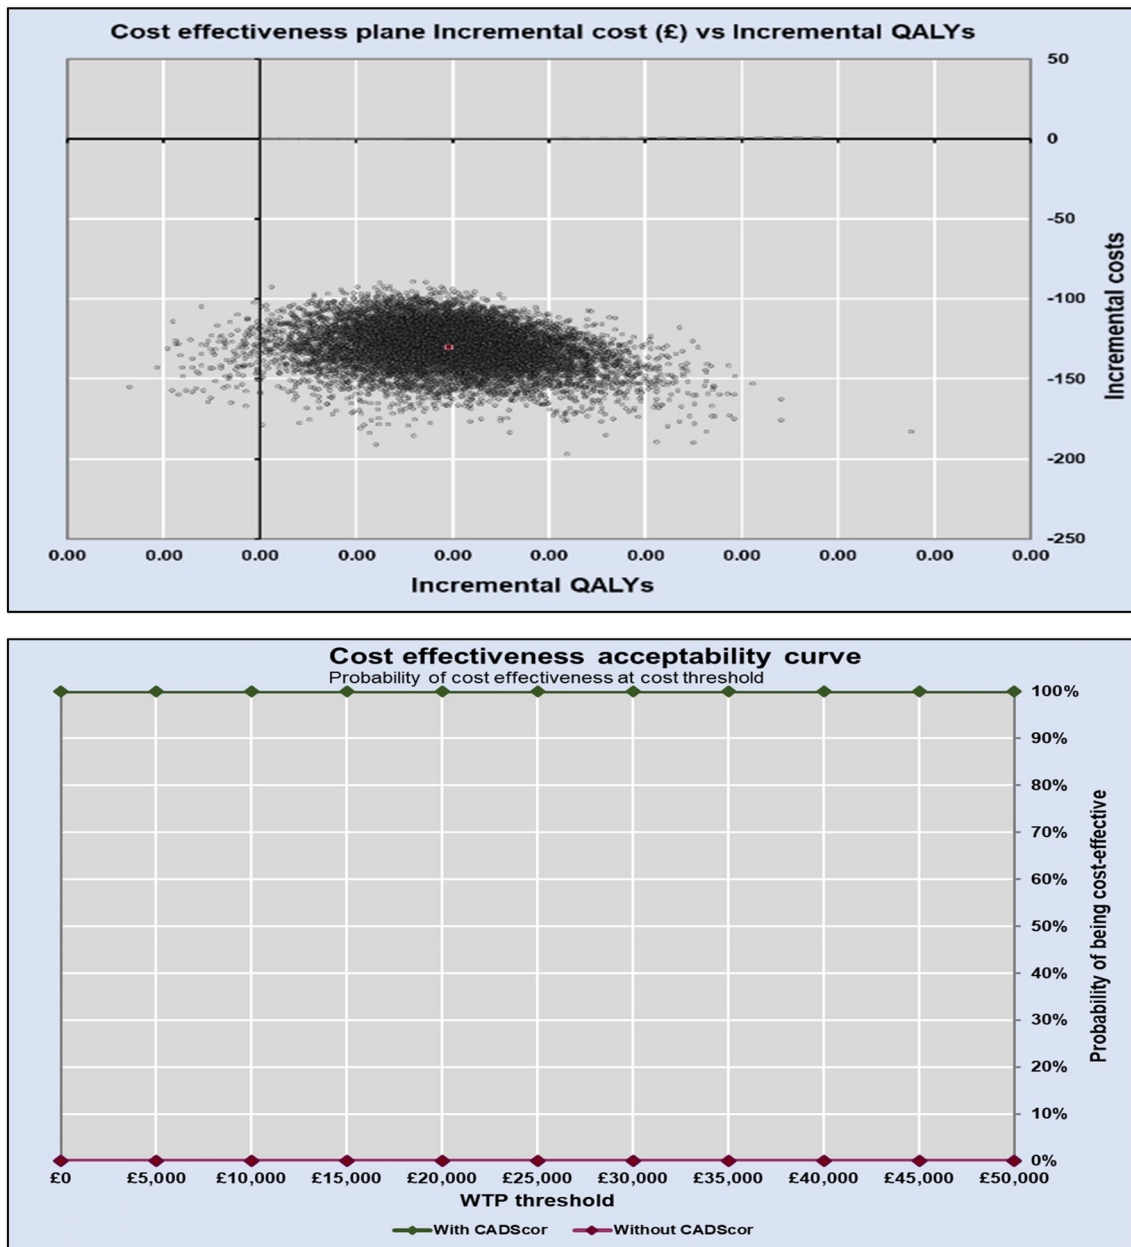 Cost effectiveness plane Incremental cost (£) vs Incremental QALYs
50
0
-50
-100
-150
-200
-250
Incremental costs
0.00 0.00 0.00 0.00 0.00 0.00 0.00 0.00 0.00 0.00 0.00
Incremental QALYs
Cost effectiveness acceptability curve
Probability of cost effectiveness at cost threshold
100%
90%
80%
70%
60%
50%
40%
30%
20%
10%
0%
Probability of being cost-effective
£0 £5,000 £10,000 £15,000 £20,000 £25,000 £30,000 £35,000 £40,000 £45,000 £50,000
WTP threshold
With CADScor Without CADScor